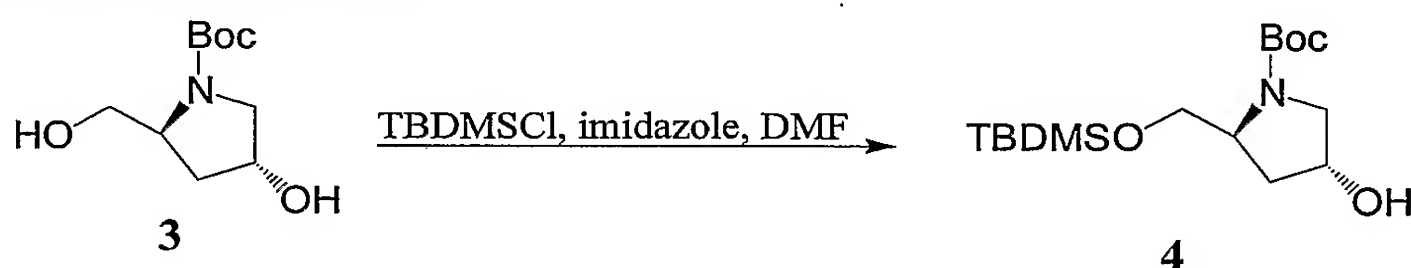 Boc
N
HO
OH
3
TBDMSCl, imidazole, DMF
Boc
N
TBDMSO
OH
4